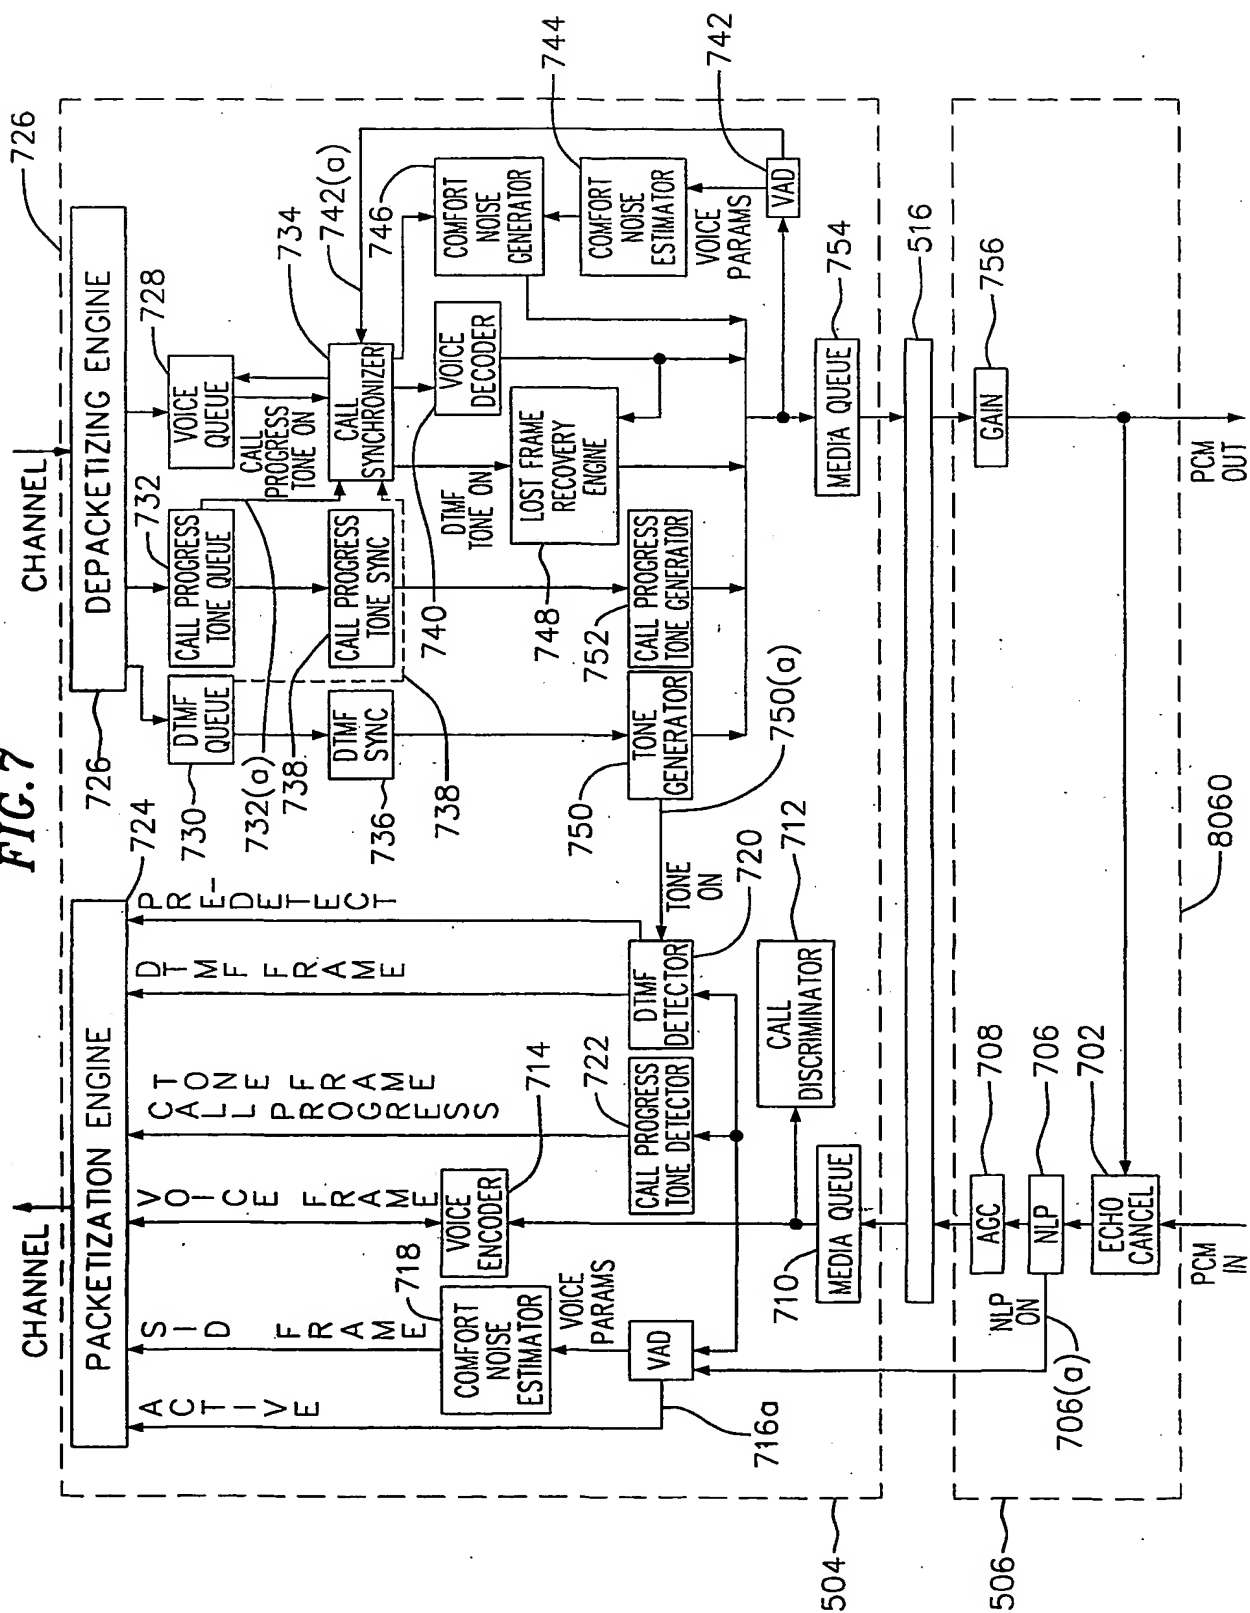 FIG. 7
CHANNEL
PACKETIZATION ENGINE
724
ACTIVE
SID FRAME
VOICE FRAME
CALL PROGRESS
TONE FRAME
DTMF FRAME
PRE-DETECT
718
COMFORT
NOISE
ESTIMATOR
VOICE
ENCODER
714
VOICE
PARAMS
VAD
716a
722
CALL PROGRESS
TONE DETECTOR
DTMF
DETECTOR
720
TONE
ON
CALL
DISCRIMINATOR
712
710
MEDIA QUEUE
504
CHANNEL
726
DEPACKETIZING ENGINE
726
730
DTMF
QUEUE
732
CALL PROGRESS
TONE QUEUE
732(a)
VOICE
QUEUE
728
CALL
PROGRESS
TONE ON
736
DTMF
SYNC
738
CALL PROGRESS
TONE SYNC
738
CALL
SYNCHRONIZER
734
742(a)
DTMF
TONE ON
740
VOICE
DECODER
746
COMFORT
NOISE
GENERATOR
748
LOST FRAME
RECOVERY
ENGINE
COMFORT
NOISE
ESTIMATOR
744
VOICE
PARAMS
VAD
742
750
TONE
GENERATOR
750(a)
752
CALL PROGRESS
TONE GENERATOR
MEDIA QUEUE
754
516
506
AGC
708
NLP
706
NLP
ON
706(a)
ECHO
CANCEL
702
PCM
IN
GAIN
756
PCM
OUT
8060